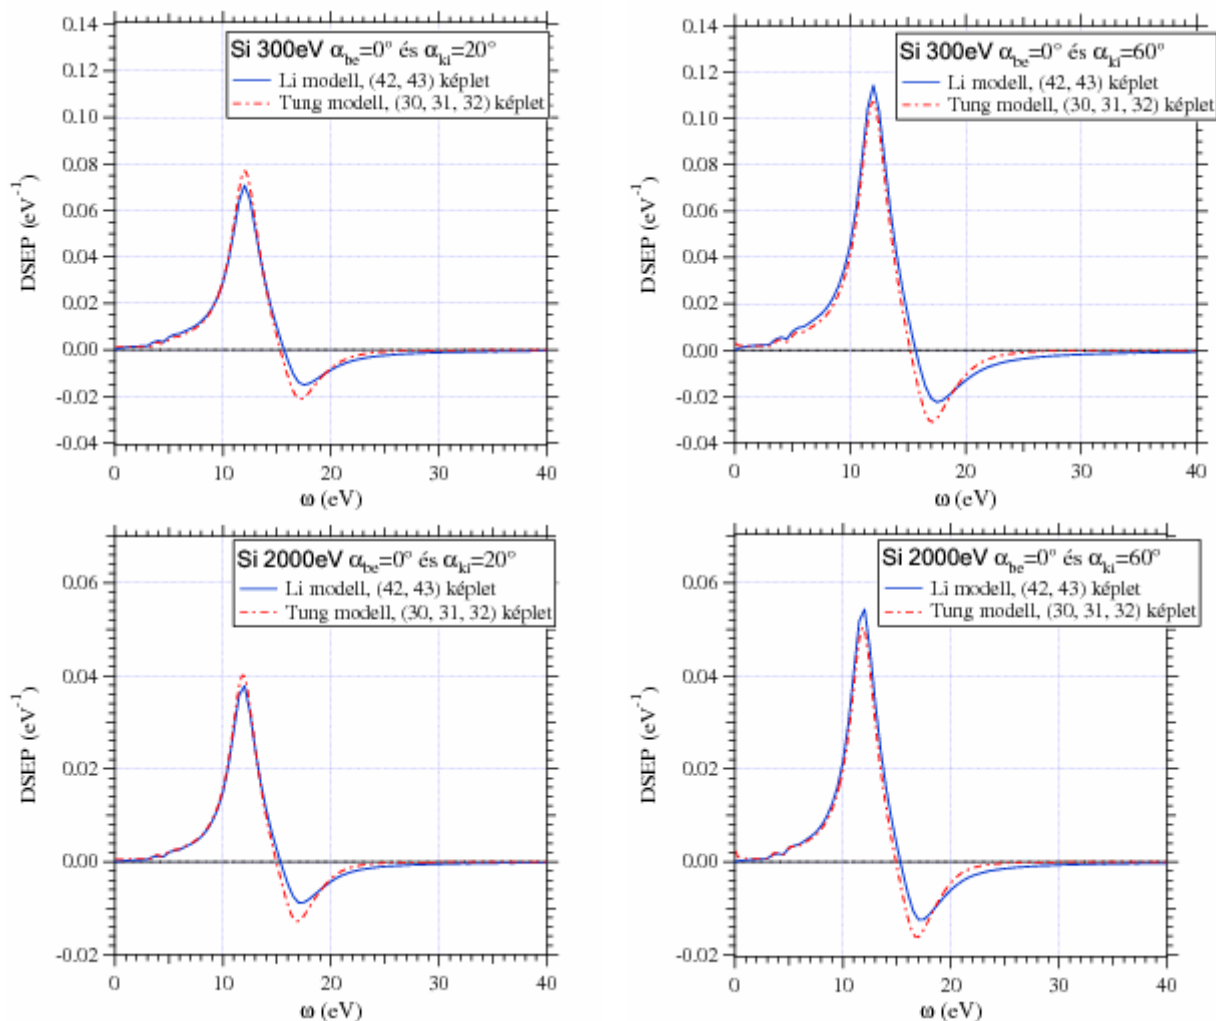 Si 300eV α_be=0° és α_ki=20°
Li modell, (42, 43) képlet
Tung modell, (30, 31, 32) képlet
0.14
0.12
0.10
0.08
0.06
0.04
0.02
0.00
-0.02
-0.04
DSEP (eV⁻¹)
0 10 20 30 40
ω (eV)
Si 300eV α_be=0° és α_ki=60°
Li modell, (42, 43) képlet
Tung modell, (30, 31, 32) képlet
0.14
0.12
0.10
0.08
0.06
0.04
0.02
0.00
-0.02
-0.04
DSEP (eV⁻¹)
0 10 20 30 40
ω (eV)
Si 2000eV α_be=0° és α_ki=20°
Li modell, (42, 43) képlet
Tung modell, (30, 31, 32) képlet
0.06
0.04
0.02
0.00
-0.02
DSEP (eV⁻¹)
0 10 20 30 40
ω (eV)
Si 2000eV α_be=0° és α_ki=60°
Li modell, (42, 43) képlet
Tung modell, (30, 31, 32) képlet
0.06
0.04
0.02
0.00
-0.02
DSEP (eV⁻¹)
0 10 20 30 40
ω (eV)